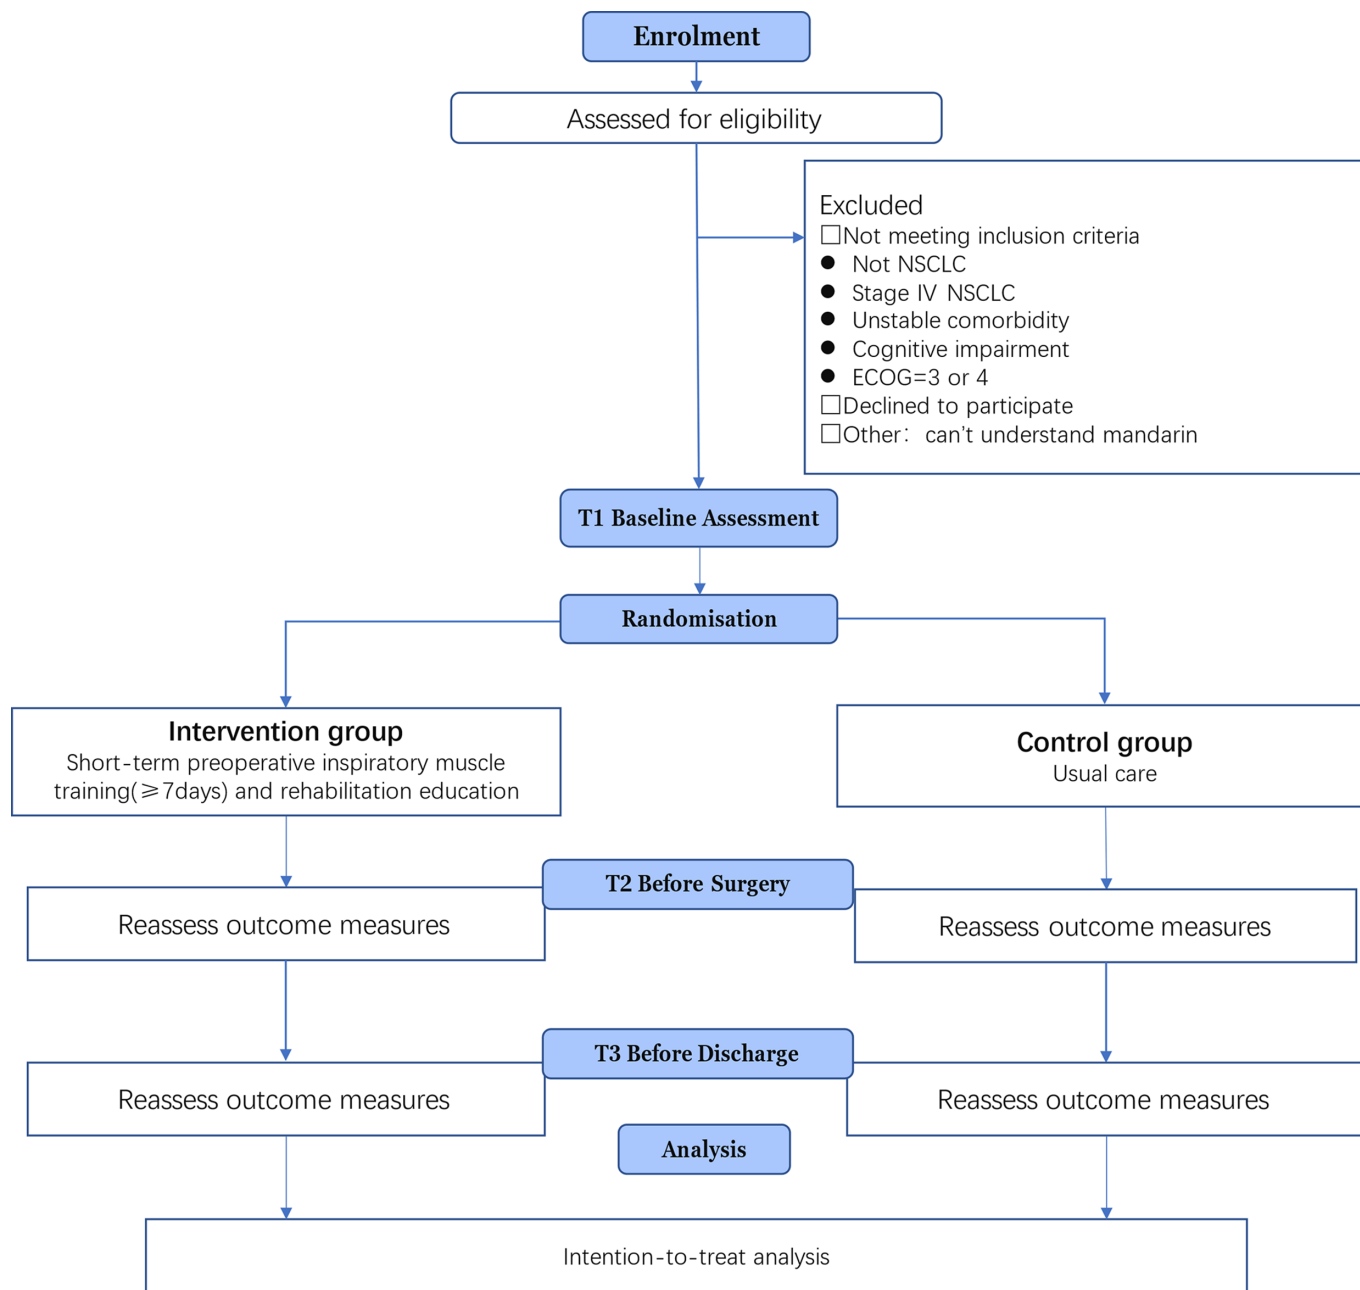 Enrolment
Assessed for eligibility
Excluded
□Not meeting inclusion criteria
● Not NSCLC
● Stage IV NSCLC
● Unstable comorbidity
● Cognitive impairment
● ECOG=3 or 4
□Declined to participate
□Other： can't understand mandarin
T1 Baseline Assessment
Randomisation
Intervention group
Short-term preoperative inspiratory muscle
training(≥7days) and rehabilitation education
Control group
Usual care
T2 Before Surgery
Reassess outcome measures
Reassess outcome measures
T3 Before Discharge
Reassess outcome measures
Reassess outcome measures
Analysis
Intention-to-treat analysis